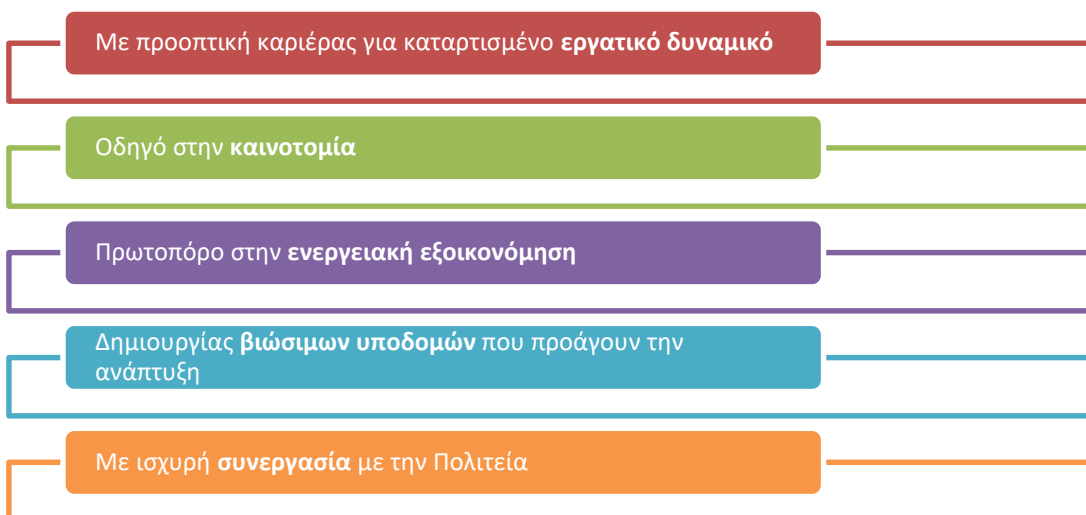 Με προοπτική καριέρας για καταρτισμένο εργατικό δυναμικό
Οδηγό στην καινοτομία
Πρωτοπόρο στην ενεργειακή εξοικονόμηση
Δημιουργίας βιώσιμων υποδομών που προάγουν την
ανάπτυξη
Με ισχυρή συνεργασία με την Πολιτεία